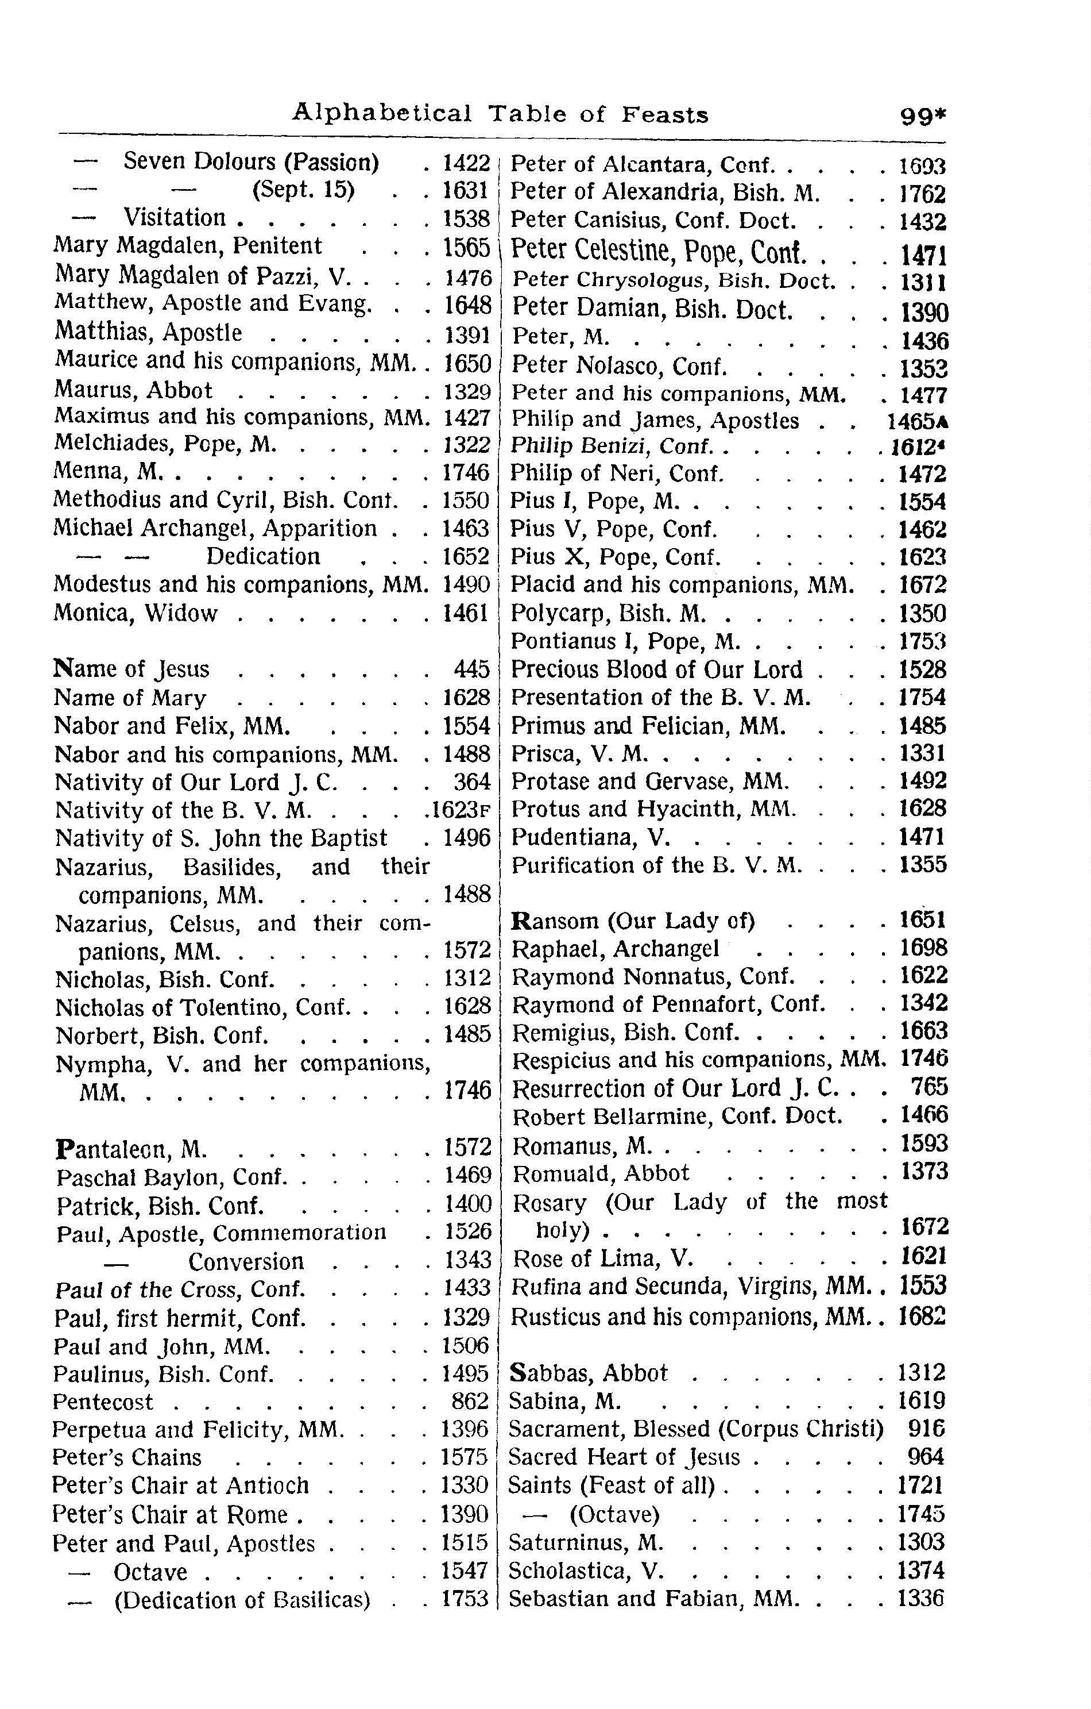 Alphabetical Table of Feasts 99*
— Seven Dolours (Passion) . 1422
— — (Sept. 15) . . 1631
— Visitation . . . . . . . 1538
Mary Magdalen, Penitent . . . 1565
Mary Magdalen of Pazzi, V. . . . 1476
Matthew, Apostle and Evang. . . 1648
Matthias, Apostle . . . . . . 1391
Maurice and his companions, MM. . 1650
Maurus, Abbot . . . . . . . 1329
Maximus and his companions, MM. 1427
Melchiades, Pope, M. . . . . . 1322
Menna, M. . . . . . . . . . 1746
Methodius and Cyril, Bish. Conf. . 1550
Michael Archangel, Apparition . . 1463
— — Dedication . . . 1652
Modestus and his companions, MM. 1490
Monica, Widow . . . . . . . 1461
Name of Jesus . . . . . . . 445
Name of Mary . . . . . . . 1628
Nabor and Felix, MM. . . . . 1554
Nabor and his companions, MM. . 1488
Nativity of Our Lord J. C. . . . 364
Nativity of the B. V. M. . . . .1623F
Nativity of S. John the Baptist . 1496
Nazarius, Basilides, and their
companions, MM. . . . . . 1488
Nazarius, Celsus, and their com-
panions, MM. . . . . . . . 1572
Nicholas, Bish. Conf. . . . . . 1312
Nicholas of Tolentino, Conf. . . . 1628
Norbert, Bish. Conf. . . . . . 1485
Nympha, V. and her companions,
MM. . . . . . . . . . . 1746
Pantaleon, M. . . . . . . . 1572
Paschal Baylon, Conf. . . . . . 1469
Patrick, Bish. Conf. . . . . . 1400
Paul, Apostle, Commemoration . 1526
— Conversion . . . . 1343
Paul of the Cross, Conf. . . . . 1433
Paul, first hermit, Conf. . . . . 1329
Paul and John, MM. . . . . . 1506
Paulinus, Bish. Conf. . . . . . 1495
Pentecost . . . . . . . . . 862
Perpetua and Felicity, MM. . . . 1396
Peter's Chains . . . . . . . 1575
Peter's Chair at Antioch . . . . 1330
Peter's Chair at Rome . . . . . 1390
Peter and Paul, Apostles . . . . 1515
— Octave . . . . . . . . 1547
— (Dedication of Basilicas) . . 1753
Peter of Alcantara, Conf. . . . . 1693
Peter of Alexandria, Bish. M. . . 1762
Peter Canisius, Conf. Doct. . . . 1432
Peter Celestine, Pope, Conf. . . . 1471
Peter Chrysologus, Bish. Doct. . . 1311
Peter Damian, Bish. Doct. . . . 1390
Peter, M. . . . . . . . . . 1436
Peter Nolasco, Conf. . . . . . 1353
Peter and his companions, MM. . 1477
Philip and James, Apostles . . 1465A
Philip Benizi, Conf. . . . . . . 1612⁴
Philip of Neri, Conf. . . . . . 1472
Pius I, Pope, M. . . . . . . . 1554
Pius V, Pope, Conf. . . . . . 1462
Pius X, Pope, Conf. . . . . . 1623
Placid and his companions, MM. . 1672
Polycarp, Bish. M. . . . . . . 1350
Pontianus I, Pope, M. . . . . . 1753
Precious Blood of Our Lord . . . 1528
Presentation of the B. V. M. . . 1754
Primus and Felician, MM. . . . 1485
Prisca, V. M. . . . . . . . . 1331
Protase and Gervase, MM. . . . 1492
Protus and Hyacinth, MM. . . . 1628
Pudentiana, V. . . . . . . . 1471
Purification of the B. V. M. . . . 1355
Ransom (Our Lady of) . . . . 1651
Raphael, Archangel . . . . . 1698
Raymond Nonnatus, Conf. . . . 1622
Raymond of Pennafort, Conf. . . 1342
Remigius, Bish. Conf. . . . . . 1663
Respicius and his companions, MM. 1746
Resurrection of Our Lord J. C. . . 765
Robert Bellarmine, Conf. Doct. . 1466
Romanus, M. . . . . . . . . 1593
Romuald, Abbot . . . . . . 1373
Rosary (Our Lady of the most
holy) . . . . . . . . . . 1672
Rose of Lima, V. . . . . . . 1621
Rufina and Secunda, Virgins, MM. . 1553
Rusticus and his companions, MM. . 1682
Sabbas, Abbot . . . . . . . 1312
Sabina, M. . . . . . . . . 1619
Sacrament, Blessed (Corpus Christi) 916
Sacred Heart of Jesus . . . . . 964
Saints (Feast of all) . . . . . . 1721
— (Octave) . . . . . . . 1745
Saturninus, M. . . . . . . . 1303
Scholastica, V. . . . . . . . 1374
Sebastian and Fabian, MM. . . . 1336